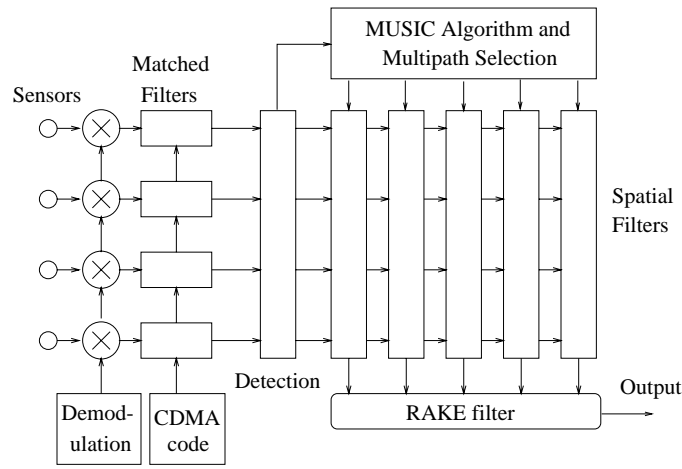 MUSIC Algorithm and
Multipath Selection
Matched
Filters
Sensors
Spatial
Filters
Detection
Output
Demod-
ulation
CDMA
code
RAKE filter